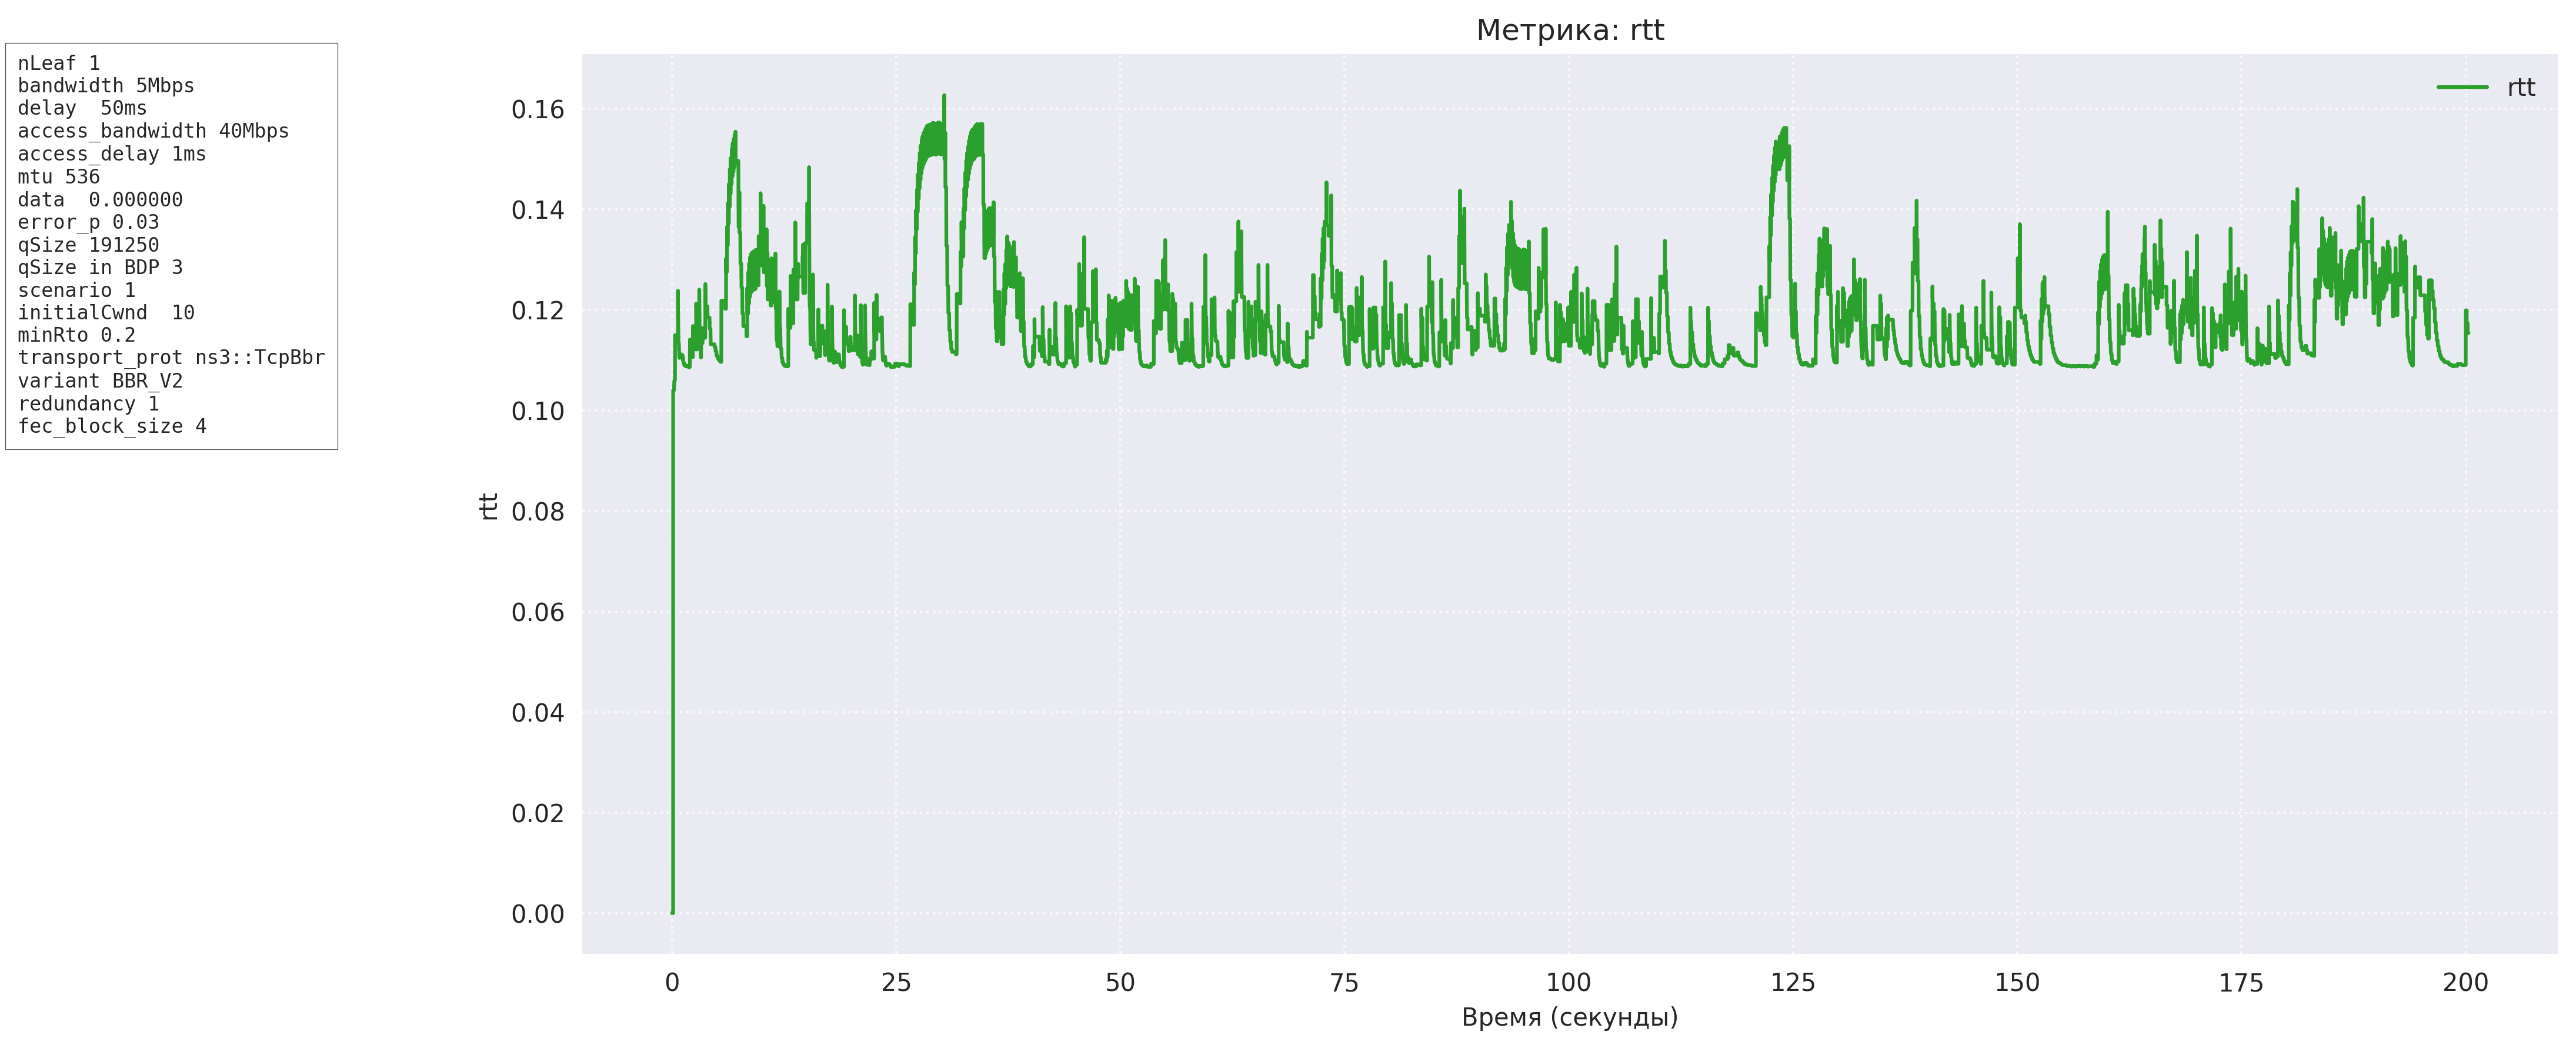 Метрика: rtt
nLeaf 1
bandwidth 5Mbps
delay  50ms
access_bandwidth 40Mbps
access_delay 1ms
mtu 536
data  0.000000
error_p 0.03
qSize 191250
qSize in BDP 3
scenario 1
initialCwnd  10
minRto 0.2
transport_prot ns3::TcpBbr
variant BBR_V2
redundancy 1
fec_block_size 4
rtt
rtt
0.16
0.14
0.12
0.10
0.08
0.06
0.04
0.02
0.00
0 25 50 75 100 125 150 175 200
Время (секунды)